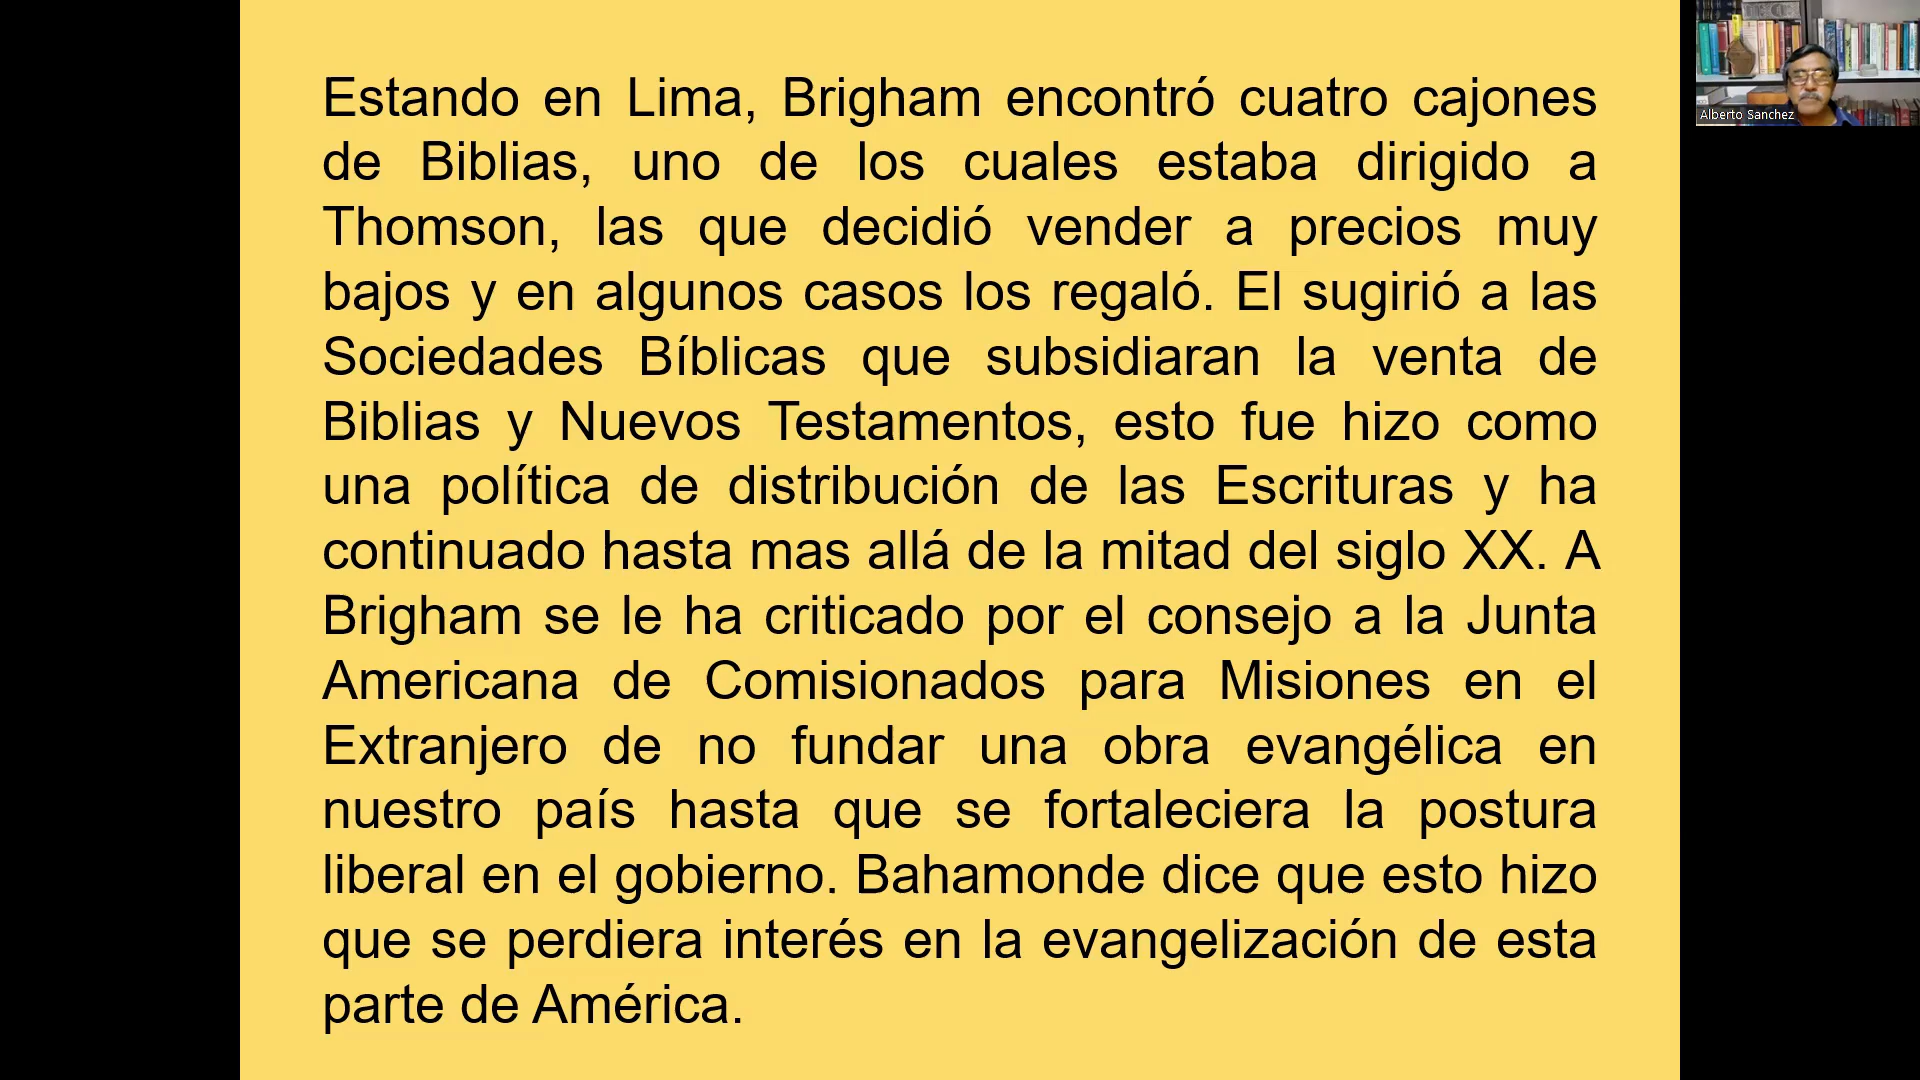 Estando en Lima, Brigham encontró cuatro cajones
de Biblias, uno de los cuales estaba dirigido a
Thomson, las que decidió vender a precios muy
bajos y en algunos casos los regaló. El sugirió a las
Sociedades Bíblicas que subsidiaran la venta de
Biblias y Nuevos Testamentos, esto fue hizo como
una política de distribución de las Escrituras y ha
continuado hasta mas allá de la mitad del siglo XX. A
Brigham se le ha criticado por el consejo a la Junta
Americana de Comisionados para Misiones en el
Extranjero de no fundar una obra evangélica en
nuestro país hasta que se fortaleciera la postura
liberal en el gobierno. Bahamonde dice que esto hizo
que se perdiera interés en la evangelización de esta
parte de América.
Alberto Sanchez